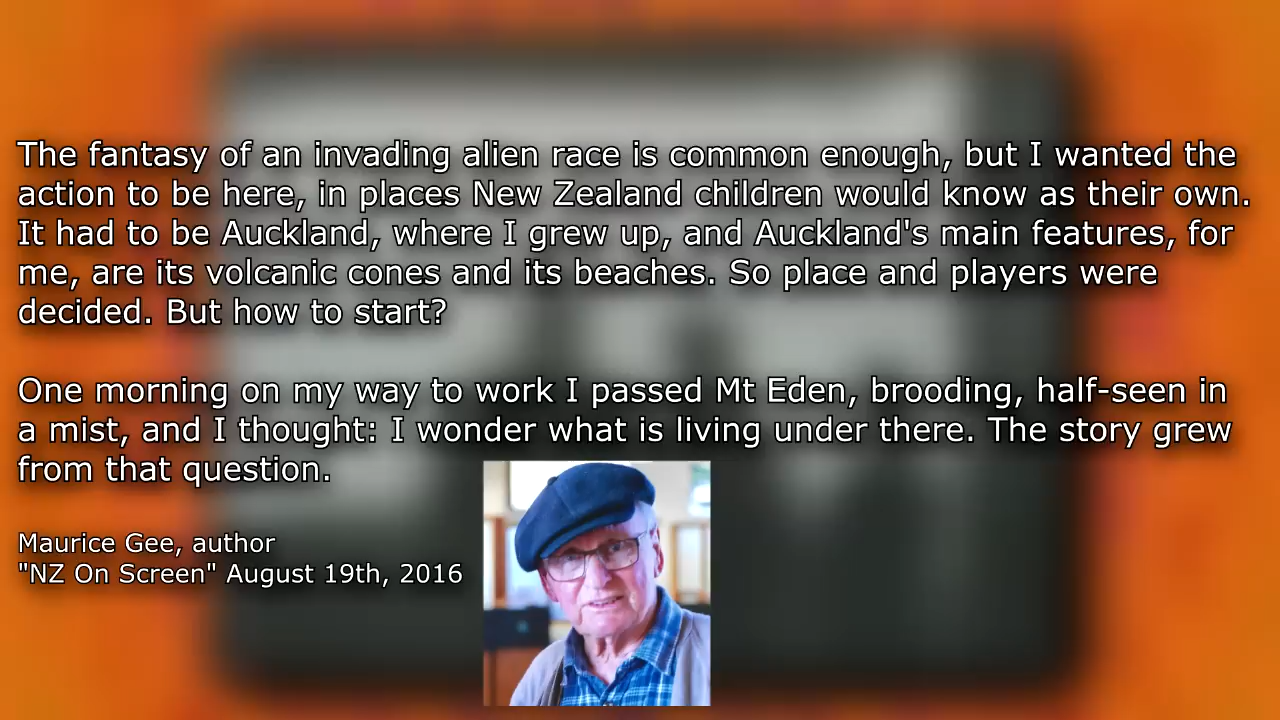 The fantasy of an invading alien race is common enough, but I wanted the
action to be here, in places New Zealand children would know as their own.
It had to be Auckland, where I grew up, and Auckland's main features, for
me, are its volcanic cones and its beaches. So place and players were
decided. But how to start?
One morning on my way to work I passed Mt Eden, brooding, half-seen in
a mist, and I thought: I wonder what is living under there. The story grew
from that question.
Maurice Gee, author
"NZ On Screen" August 19th, 2016